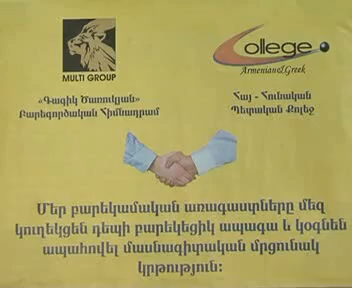 MULTI GROUP
College
Armenian&Greek
«Գագիկ Ծառուկյան»
Բարեգործական Հիմնադրամ
Հայ - Հունական
Պետական Քոլեջ
Մեր բարեկամական առագաստները մեզ
կուղեկցեն դեպի բարեկեցիկ ապագա և կօգնեն
ապահովել մասնագիտական մրցունակ
կրթություն: